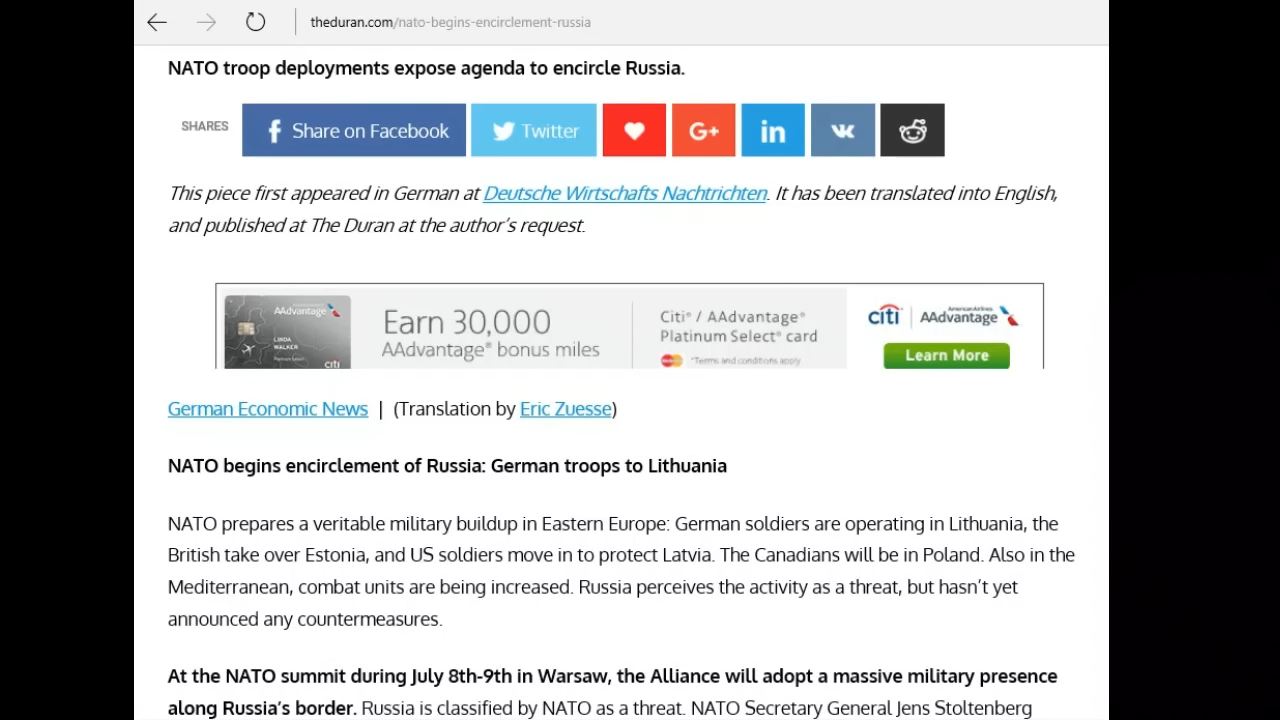 theduran.com/nato-begins-encirclement-russia
NATO troop deployments expose agenda to encircle Russia.
SHARES
Share on Facebook
Twitter
G+
in
This piece first appeared in German at Deutsche Wirtschafts Nachtrichten. It has been translated into English,
and published at The Duran at the author's request.
AAdvantage
LINDA
WALKER
Platinum Select
citi
Earn 30,000
AAdvantage® bonus miles
Citi® / AAdvantage®
Platinum Select® card
*Terms and conditions apply
citi
American Airlines
AAdvantage
Learn More
German Economic News | (Translation by Eric Zuesse)
NATO begins encirclement of Russia: German troops to Lithuania
NATO prepares a veritable military buildup in Eastern Europe: German soldiers are operating in Lithuania, the
British take over Estonia, and US soldiers move in to protect Latvia. The Canadians will be in Poland. Also in the
Mediterranean, combat units are being increased. Russia perceives the activity as a threat, but hasn't yet
announced any countermeasures.
At the NATO summit during July 8th-9th in Warsaw, the Alliance will adopt a massive military presence
along Russia's border. Russia is classified by NATO as a threat. NATO Secretary General Jens Stoltenberg